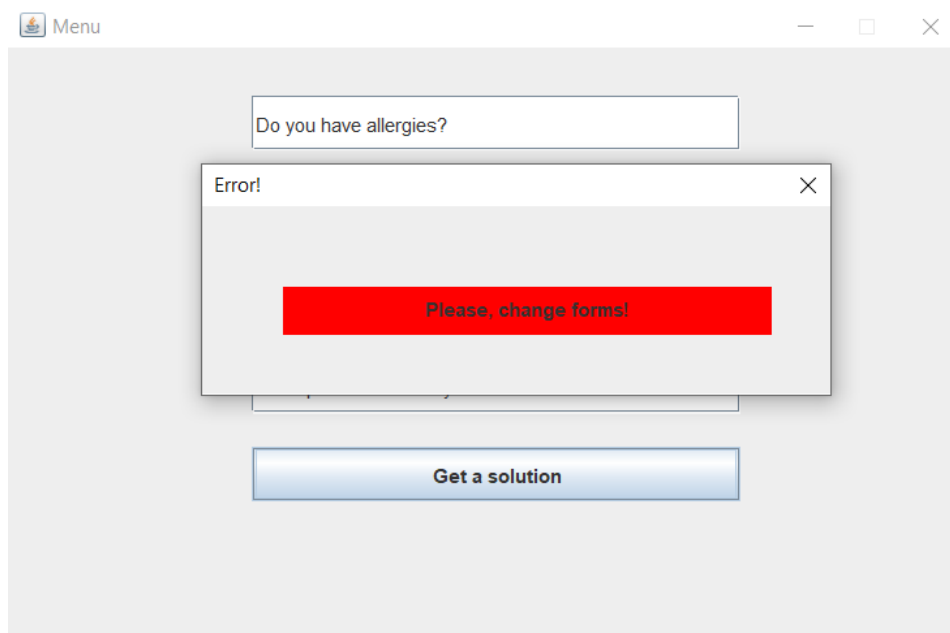 Menu
Do you have allergies?
Error!
Please, change forms!
Get a solution